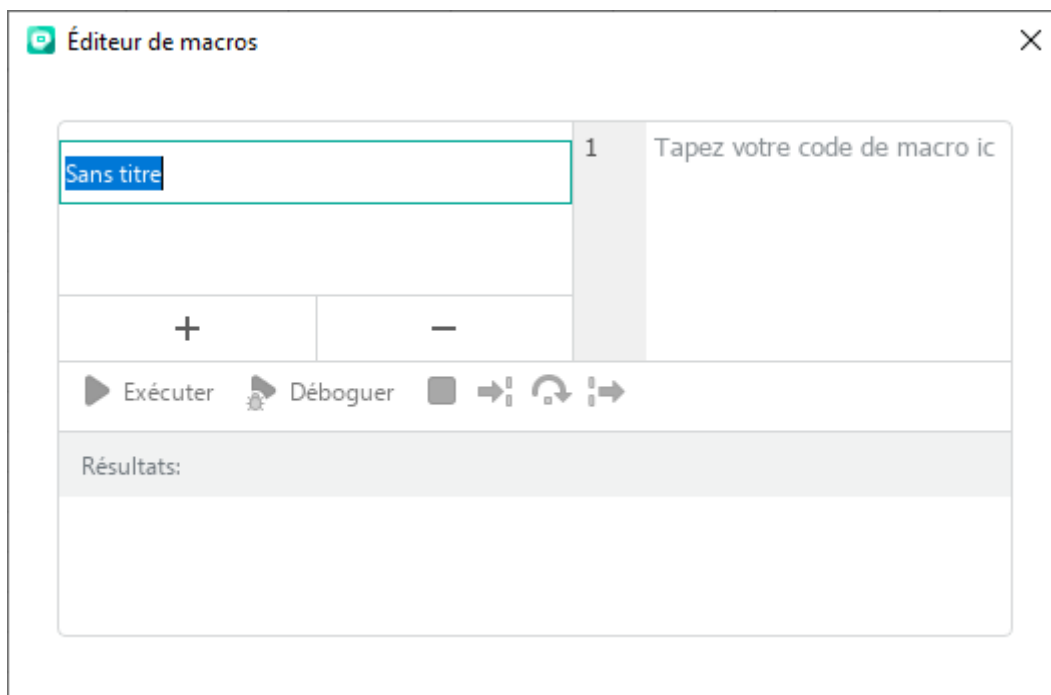 Éditeur de macros
Sans titre
1 Tapez votre code de macro ic
Exécuter Déboguer
Résultats: